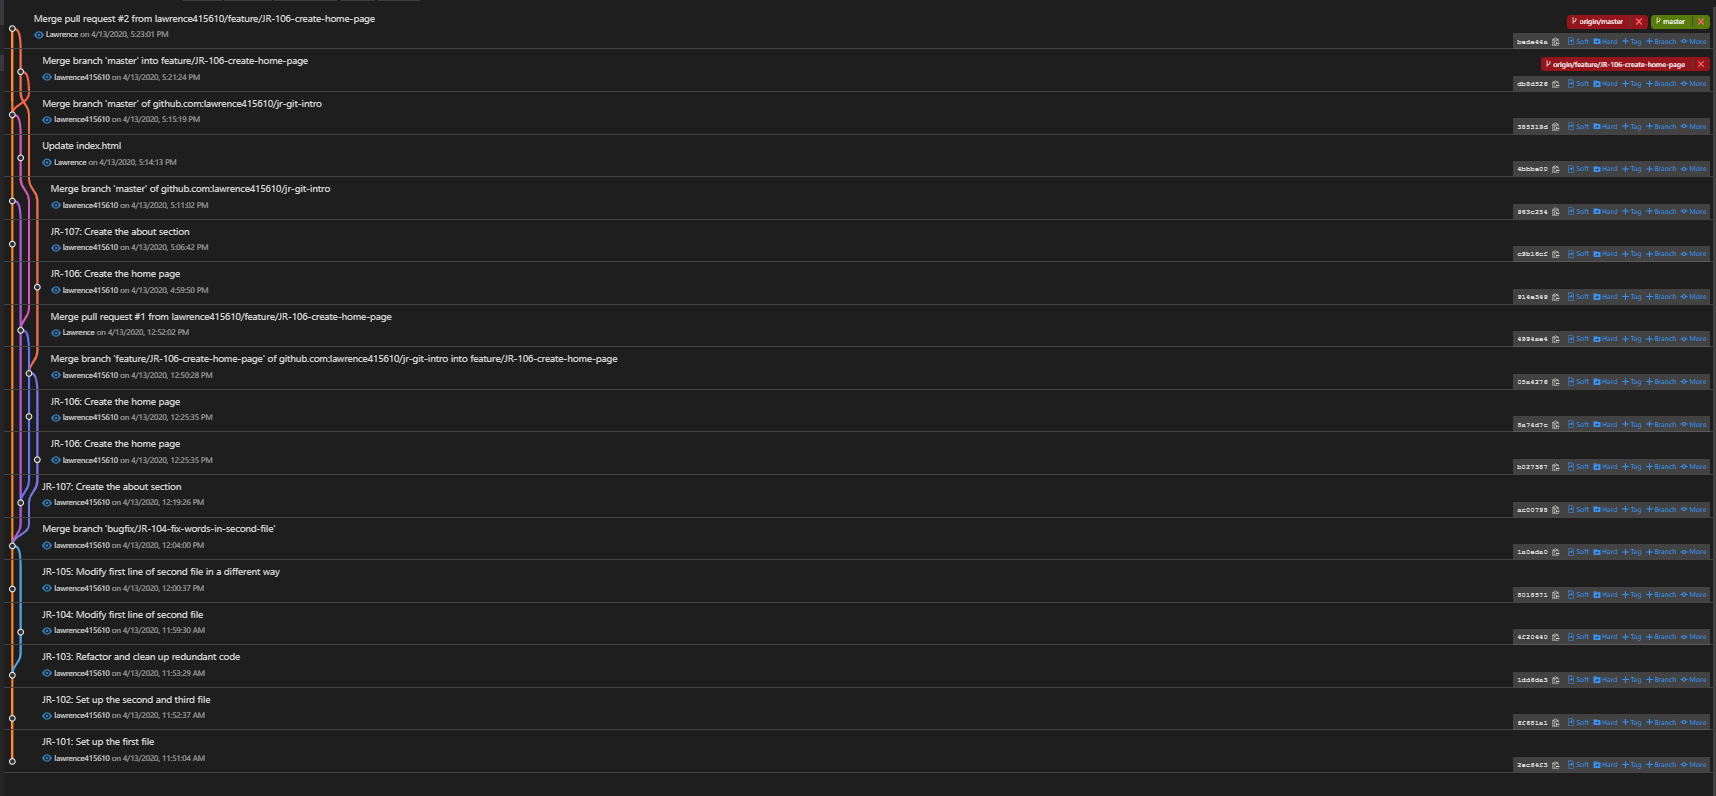 Merge pull request #2 from lawrence415610/feature/JR-106-create-home-page
origin/master
master
Lawrence on 4/13/2020, 5:23:01 PM
Soft Hard +Tag +Branch More
Merge branch 'master' into feature/JR-106-create-home-page
origin/feature/JR-106-create-home-page
lawrence415610 on 4/13/2020, 5:21:24 PM
db8d526 Soft Hard +Tag +Branch More
Merge branch 'master' of github.com:lawrence415610/jr-git-intro
lawrence415610 on 4/13/2020, 5:15:19 PM
383319d Soft Hard +Tag +Branch More
Update index.html
Lawrence on 4/13/2020, 5:14:13 PM
Soft Hard +Tag +Branch More
Merge branch 'master' of github.com:lawrence415610/jr-git-intro
lawrence415610 on 4/13/2020, 5:11:02 PM
Soft Hard +Tag +Branch More
JR-107: Create the about section
lawrence415610 on 4/13/2020, 5:06:42 PM
Soft Hard +Tag +Branch More
JR-106: Create the home page
lawrence415610 on 4/13/2020, 4:59:50 PM
Soft Hard +Tag +Branch More
Merge pull request #1 from lawrence415610/feature/JR-106-create-home-page
Lawrence on 4/13/2020, 12:52:02 PM
Soft Hard +Tag +Branch More
Merge branch 'feature/JR-106-create-home-page' of github.com:lawrence415610/jr-git-intro into feature/JR-106-create-home-page
lawrence415610 on 4/13/2020, 12:50:28 PM
Soft Hard +Tag +Branch More
JR-106: Create the home page
lawrence415610 on 4/13/2020, 12:25:35 PM
Soft Hard +Tag +Branch More
JR-106: Create the home page
lawrence415610 on 4/13/2020, 12:25:35 PM
b027387 Soft Hard +Tag +Branch More
JR-107: Create the about section
lawrence415610 on 4/13/2020, 12:19:26 PM
ac00798 Soft Hard +Tag +Branch More
Merge branch 'bugfix/JR-104-fix-words-in-second-file'
lawrence415610 on 4/13/2020, 12:04:00 PM
Soft Hard +Tag +Branch More
JR-105: Modify first line of second file in a different way
lawrence415610 on 4/13/2020, 12:00:37 PM
Soft Hard +Tag +Branch More
JR-104: Modify first line of second file
lawrence415610 on 4/13/2020, 11:59:30 AM
4f20440 Soft Hard +Tag +Branch More
JR-103: Refactor and clean up redundant code
lawrence415610 on 4/13/2020, 11:53:29 AM
1dd8da3 Soft Hard +Tag +Branch More
JR-102: Set up the second and third file
lawrence415610 on 4/13/2020, 11:52:37 AM
Soft Hard +Tag +Branch More
JR-101: Set up the first file
lawrence415610 on 4/13/2020, 11:51:04 AM
Soft Hard +Tag +Branch More